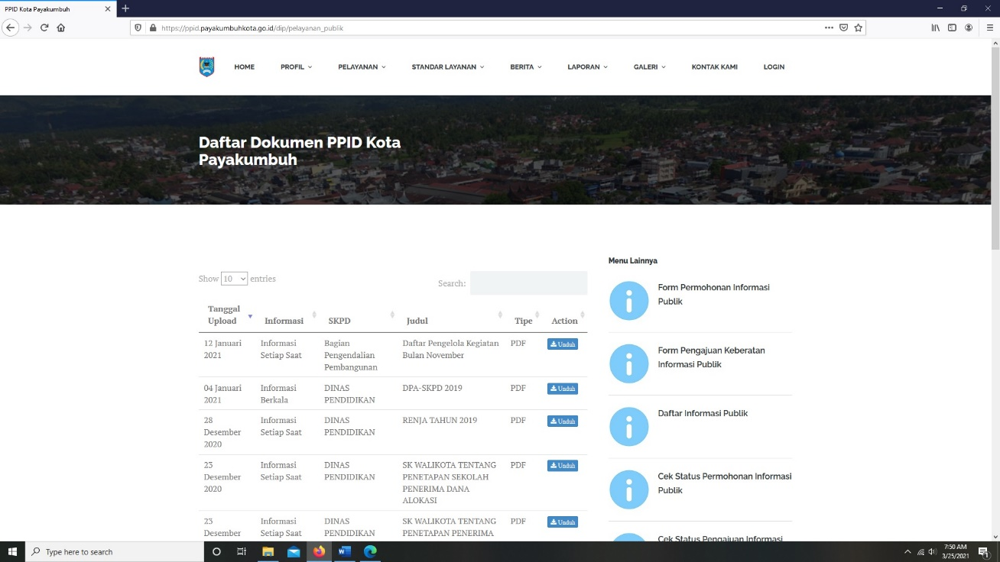 PPID Kota Payakumbuh
https://ppid.payakumbuhkota.go.id/dip/pelayanan_publik
HOME PROFIL PELAYANAN STANDAR LAYANAN BERITA LAPORAN GALERI KONTAK KAMI LOGIN
Daftar Dokumen PPID Kota
Payakumbuh
Menu Lainnya
Show 10 entries
Search:
Tanggal
Upload Informasi SKPD Judul Tipe Action
12 Januari Informasi Bagian Daftar Pengelola Kegiatan PDF Unduh
2021 Setiap Saat Pengendalian Bulan November
Pembangunan
04 Januari Informasi DINAS DPA-SKPD 2019 PDF Unduh
2021 Berkala PENDIDIKAN
28 Informasi DINAS RENJA TAHUN 2019 PDF Unduh
Desember Setiap Saat PENDIDIKAN
2020
23 Informasi DINAS SK WALIKOTA TENTANG PDF Unduh
Desember Setiap Saat PENDIDIKAN PENETAPAN SEKOLAH
2020 PENERIMA DANA
ALOKASI
23 Informasi DINAS SK WALIKOTA TENTANG PDF Unduh
Desember Setiap Saat PENDIDIKAN PENETAPAN PENERIMA
Form Permohonan Informasi
Publik
Form Pengajuan Keberatan
Informasi Publik
Daftar Informasi Publik
Cek Status Permohonan Informasi
Publik
Cek Status Pengajuan Informasi
Type here to search
7:50 AM
3/25/2021
1